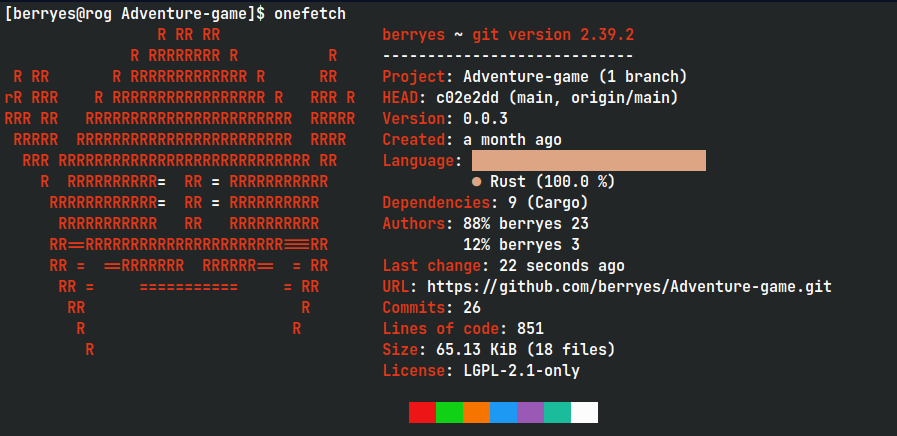 [berryes@rog Adventure-game]$ onefetch
                 R RR RR                  berryes ~ git version 2.39.2
              R RRRRRRRR R          R     ----------------------------
 R RR       R RRRRRRRRRRRRR R      RR     Project: Adventure-game (1 branch)
rR RRR    R RRRRRRRRRRRRRRRRR R   RRR R   HEAD: c02e2dd (main, origin/main)
RRR RR   RRRRRRRRRRRRRRRRRRRRRRR  RRRRR   Version: 0.0.3
 RRRRR  RRRRRRRRRRRRRRRRRRRRRRRR  RRRR    Created: a month ago
  RRR RRRRRRRRRRRRRRRRRRRRRRRRRRRR RR     Language:
    R  RRRRRRRRRR=  RR = RRRRRRRRRRR                ● Rust (100.0 %)
     RRRRRRRRRRRR=  RR = RRRRRRRRRR       Dependencies: 9 (Cargo)
      RRRRRRRRRRR   RR   RRRRRRRRRR       Authors: 88% berryes 23
     RR==RRRRRRRRRRRRRRRRRRRRRR===RR               12% berryes 3
     RR =  ==RRRRRRR  RRRRRR==  = RR      Last change: 22 seconds ago
      RR =     ===========     = RR       URL: https://github.com/berryes/Adventure-game.git
       RR                        R        Commits: 26
        R                       R         Lines of code: 851
         R                                Size: 65.13 KiB (18 files)
                                          License: LGPL-2.1-only